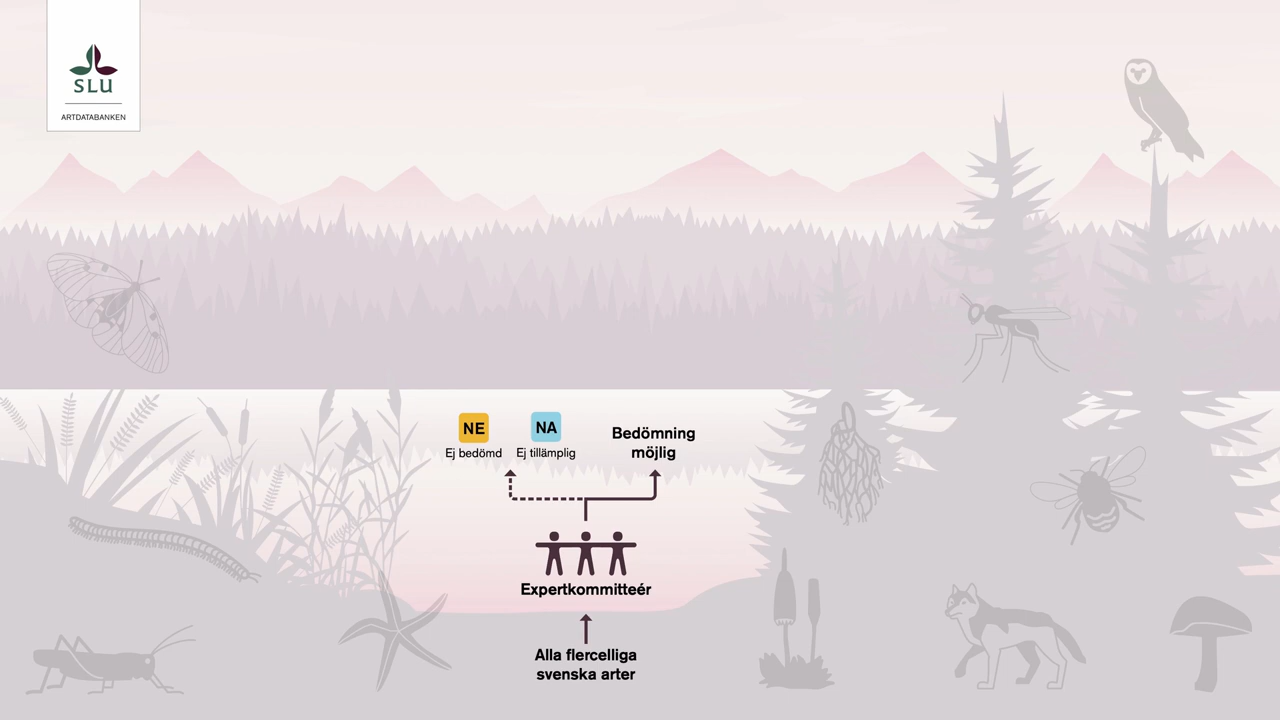 SLU
ARTDATABANKEN
NE
NA
Ej bedömd
Ej tillämplig
Bedömning
möjlig
Expertkommitteér
Alla flercelliga
svenska arter